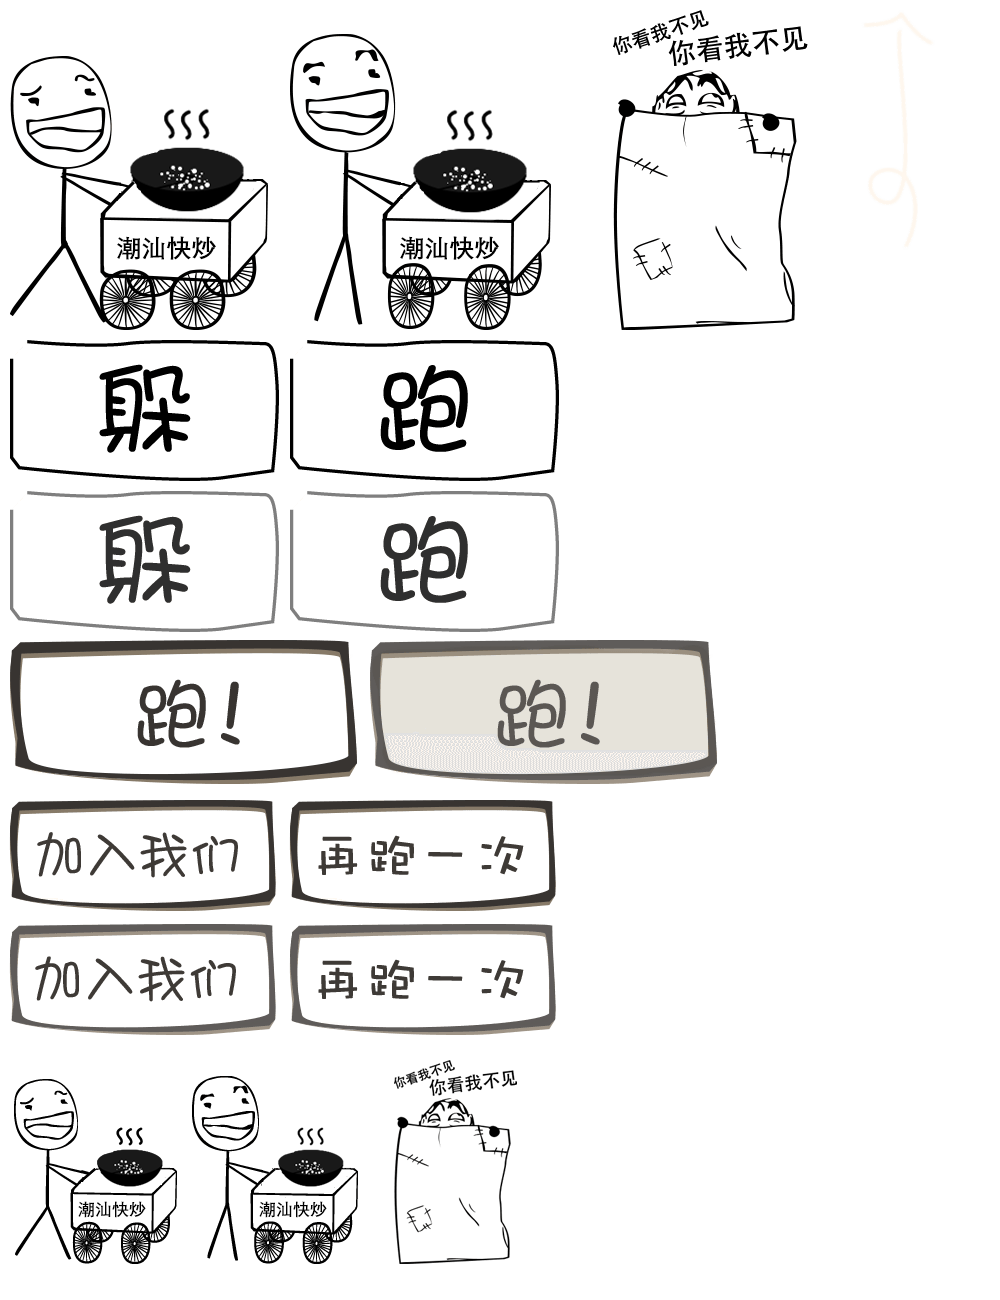 你看我不见
你看我不见
潮汕快炒
潮汕快炒
躲
跑
躲
跑
跑！
跑！
加入我们
再跑一次
加入我们
再跑一次
你看我不见
你看我不见
潮汕快炒
潮汕快炒